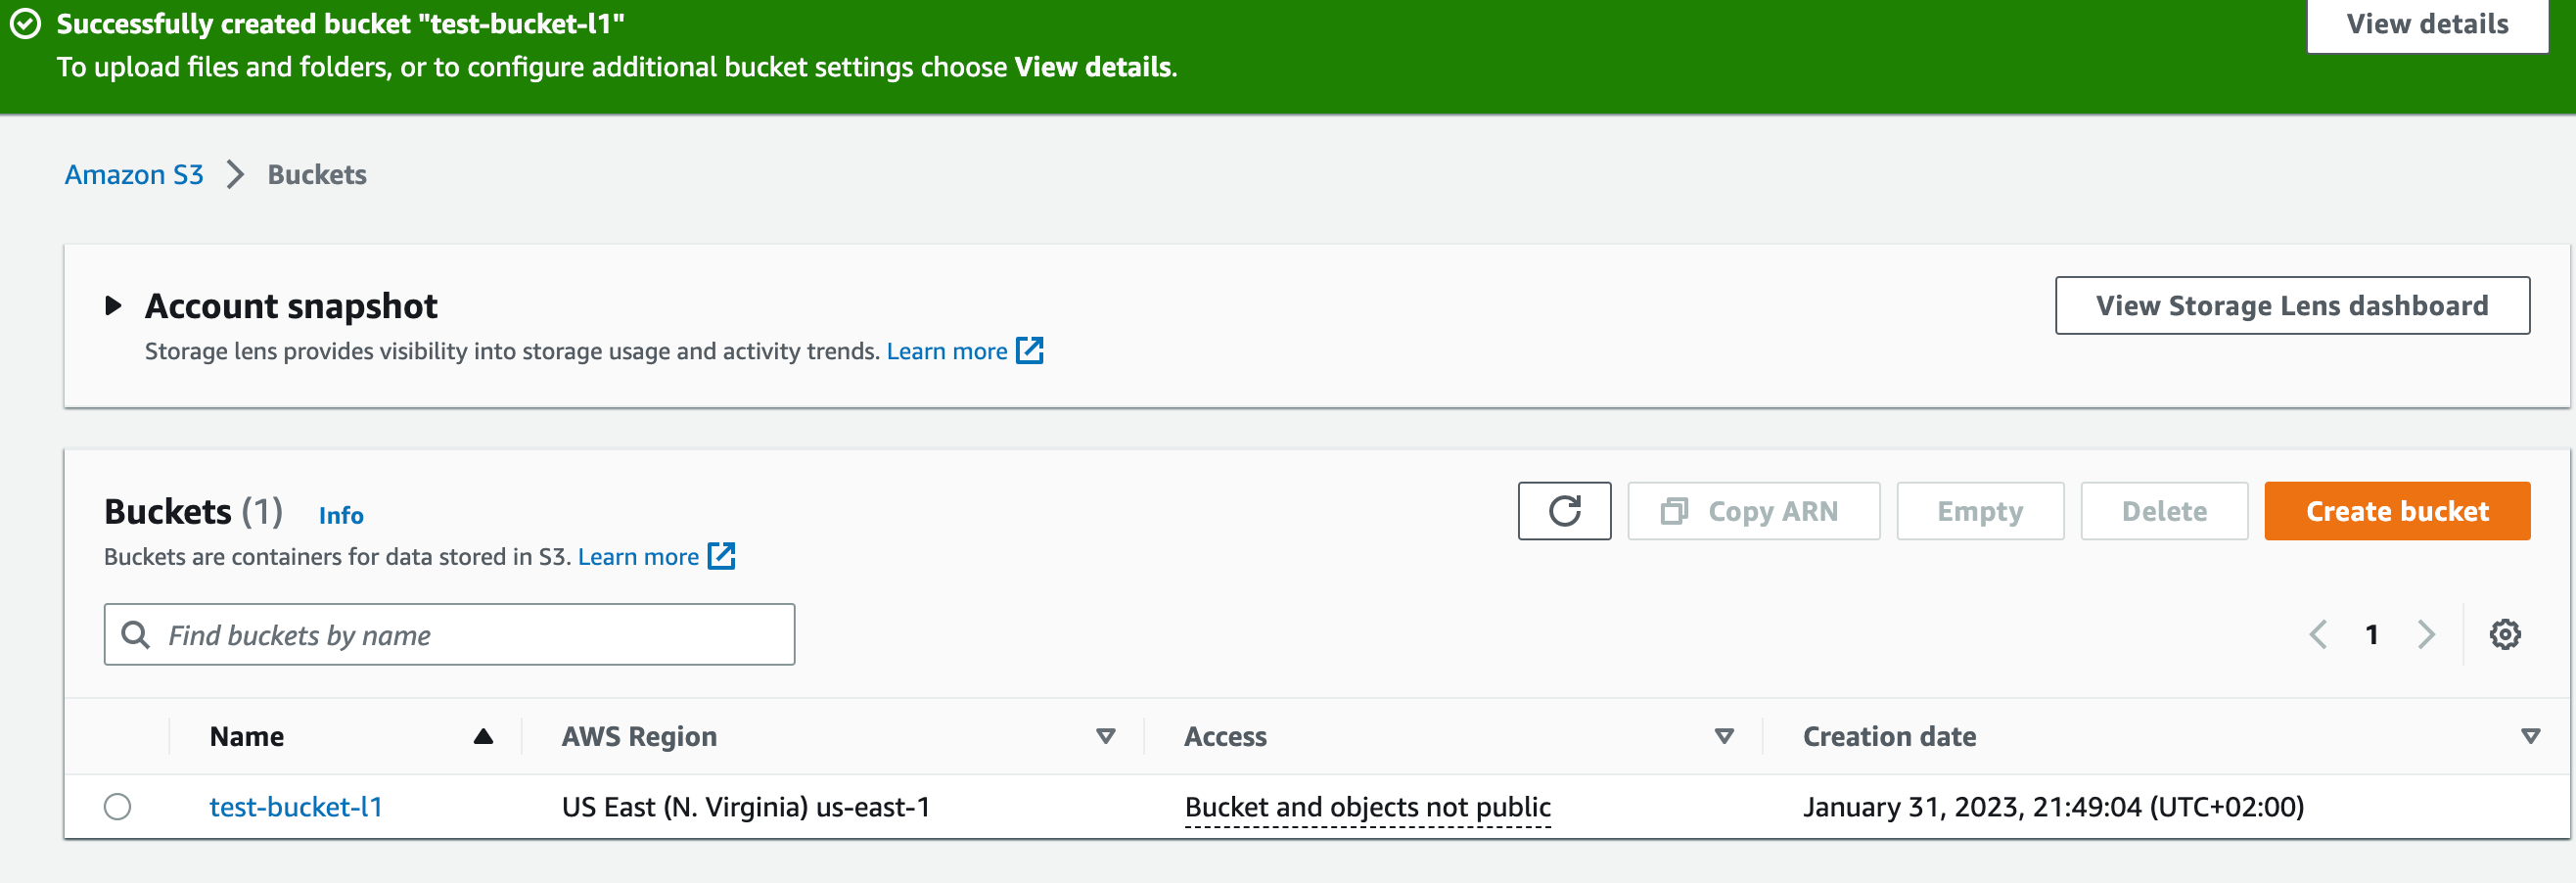 Successfully created bucket "test-bucket-l1"
View details
To upload files and folders, or to configure additional bucket settings choose View details.
Amazon S3 Buckets
Account snapshot
View Storage Lens dashboard
Storage lens provides visibility into storage usage and activity trends. Learn more
Buckets (1) Info
Copy ARN Empty Delete Create bucket
Buckets are containers for data stored in S3. Learn more
Find buckets by name
1
Name AWS Region Access Creation date
test-bucket-l1 US East (N. Virginia) us-east-1 Bucket and objects not public January 31, 2023, 21:49:04 (UTC+02:00)